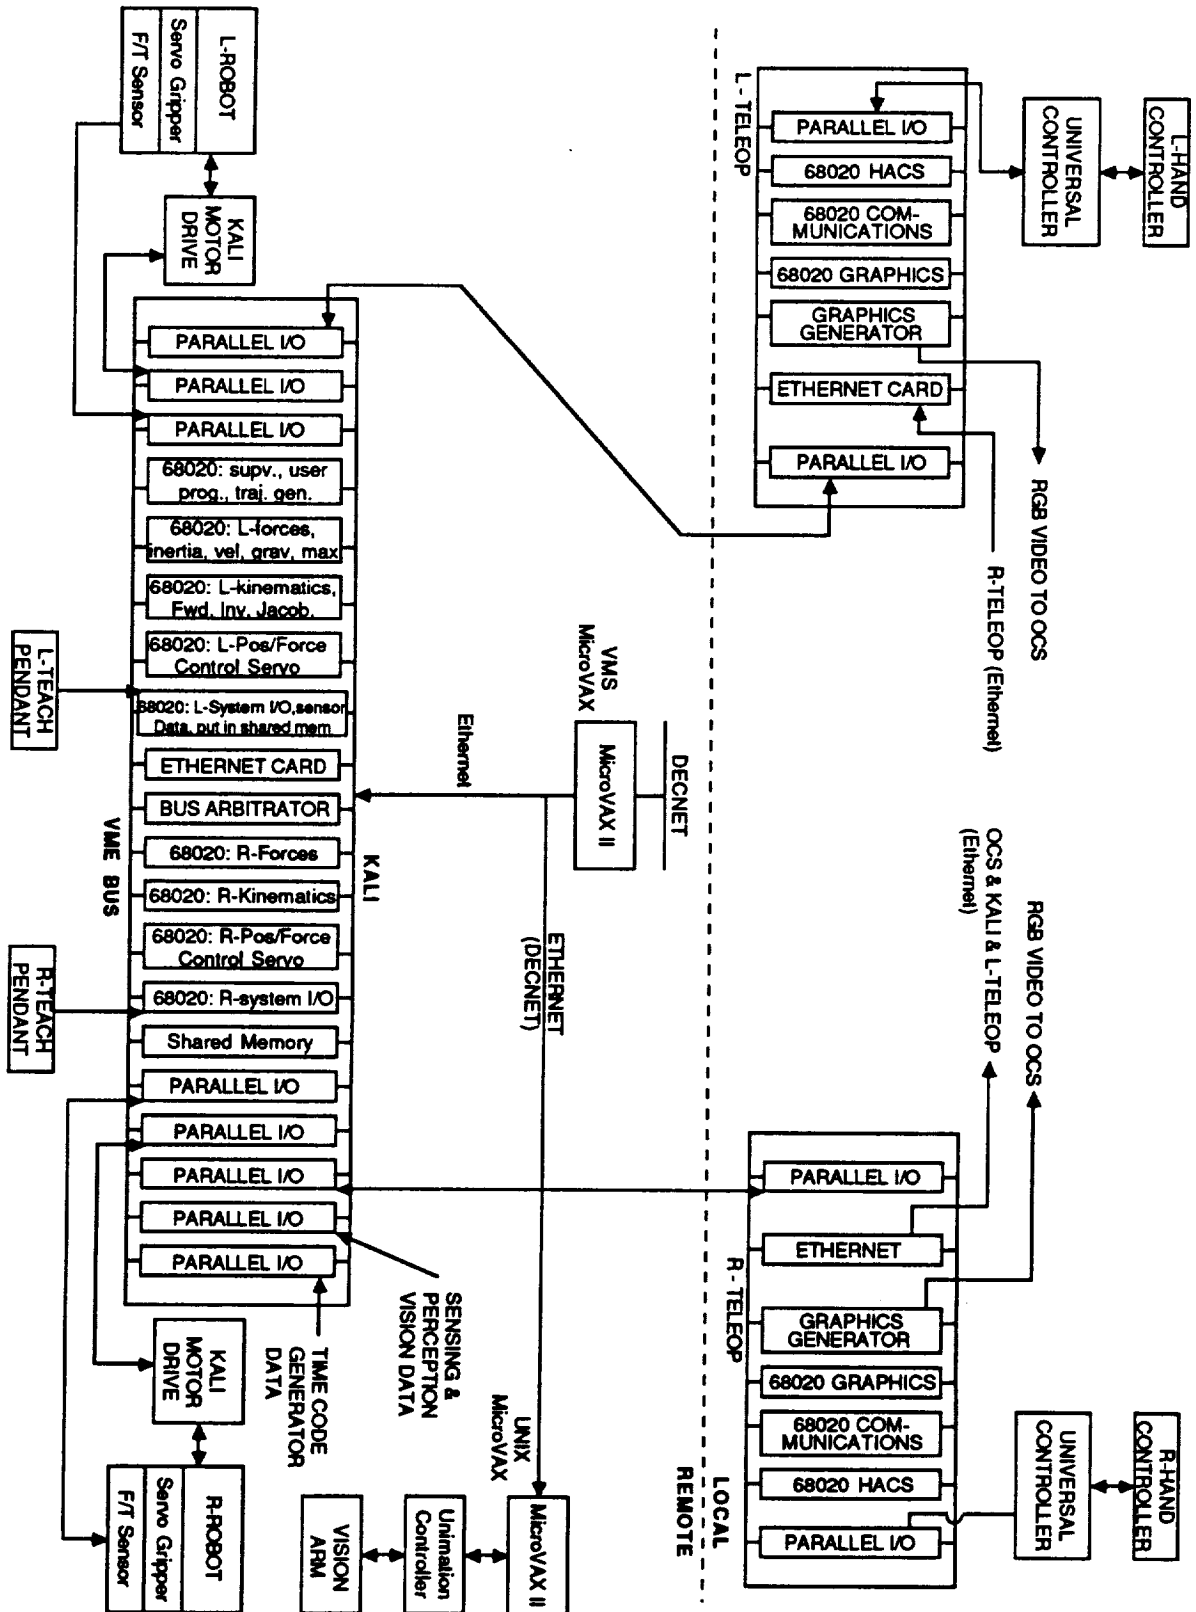 L-HAND
CONTROLLER
UNIVERSAL
CONTROLLER
L - TELEOP
PARALLEL I/O
68020 HACS
68020 COM-
MUNICATIONS
68020 GRAPHICS
GRAPHICS
GENERATOR
ETHERNET CARD
PARALLEL I/O
RGB VIDEO TO OCS
R-TELEOP (Ethernet)
L-ROBOT
Servo Gripper
F/T Sensor
KALI
MOTOR
DRIVE
PARALLEL I/O
PARALLEL I/O
PARALLEL I/O
68020: supv., user
prog., traj. gen.
68020: L-forces,
inertia, vel, grav, max
68020: L-kinematics,
Fwd, Inv, Jacob.
68020: L-Pos/Force
Control Servo
68020: L-System I/O,sensor
Data, put in shared mem
ETHERNET CARD
BUS ARBITRATOR
68020: R-Forces
68020: R-Kinematics
68020: R-Pos/Force
Control Servo
68020: R-system I/O
Shared Memory
PARALLEL I/O
PARALLEL I/O
PARALLEL I/O
PARALLEL I/O
PARALLEL I/O
L-TEACH
PENDANT
R-TEACH
PENDANT
VME BUS
KALI
Ethernet
VMS
MicroVAX
MicroVAX II
DECNET
ETHERNET
(DECNET)
OCS & KALI & L-TELEOP
(Ethernet)
RGB VIDEO TO OCS
PARALLEL I/O
ETHERNET
GRAPHICS
GENERATOR
68020 GRAPHICS
68020 COM-
MUNICATIONS
68020 HACS
PARALLEL I/O
R - TELEOP
LOCAL
REMOTE
UNIVERSAL
CONTROLLER
R-HAND
CONTROLLER
SENSING &
PERCEPTION
VISION DATA
TIME CODE
GENERATOR
DATA
UNIX
MicroVAX
MicroVAX II
Unimation
Controller
VISION
ARM
KALI
MOTOR
DRIVE
R-ROBOT
Servo Gripper
F/T Sensor